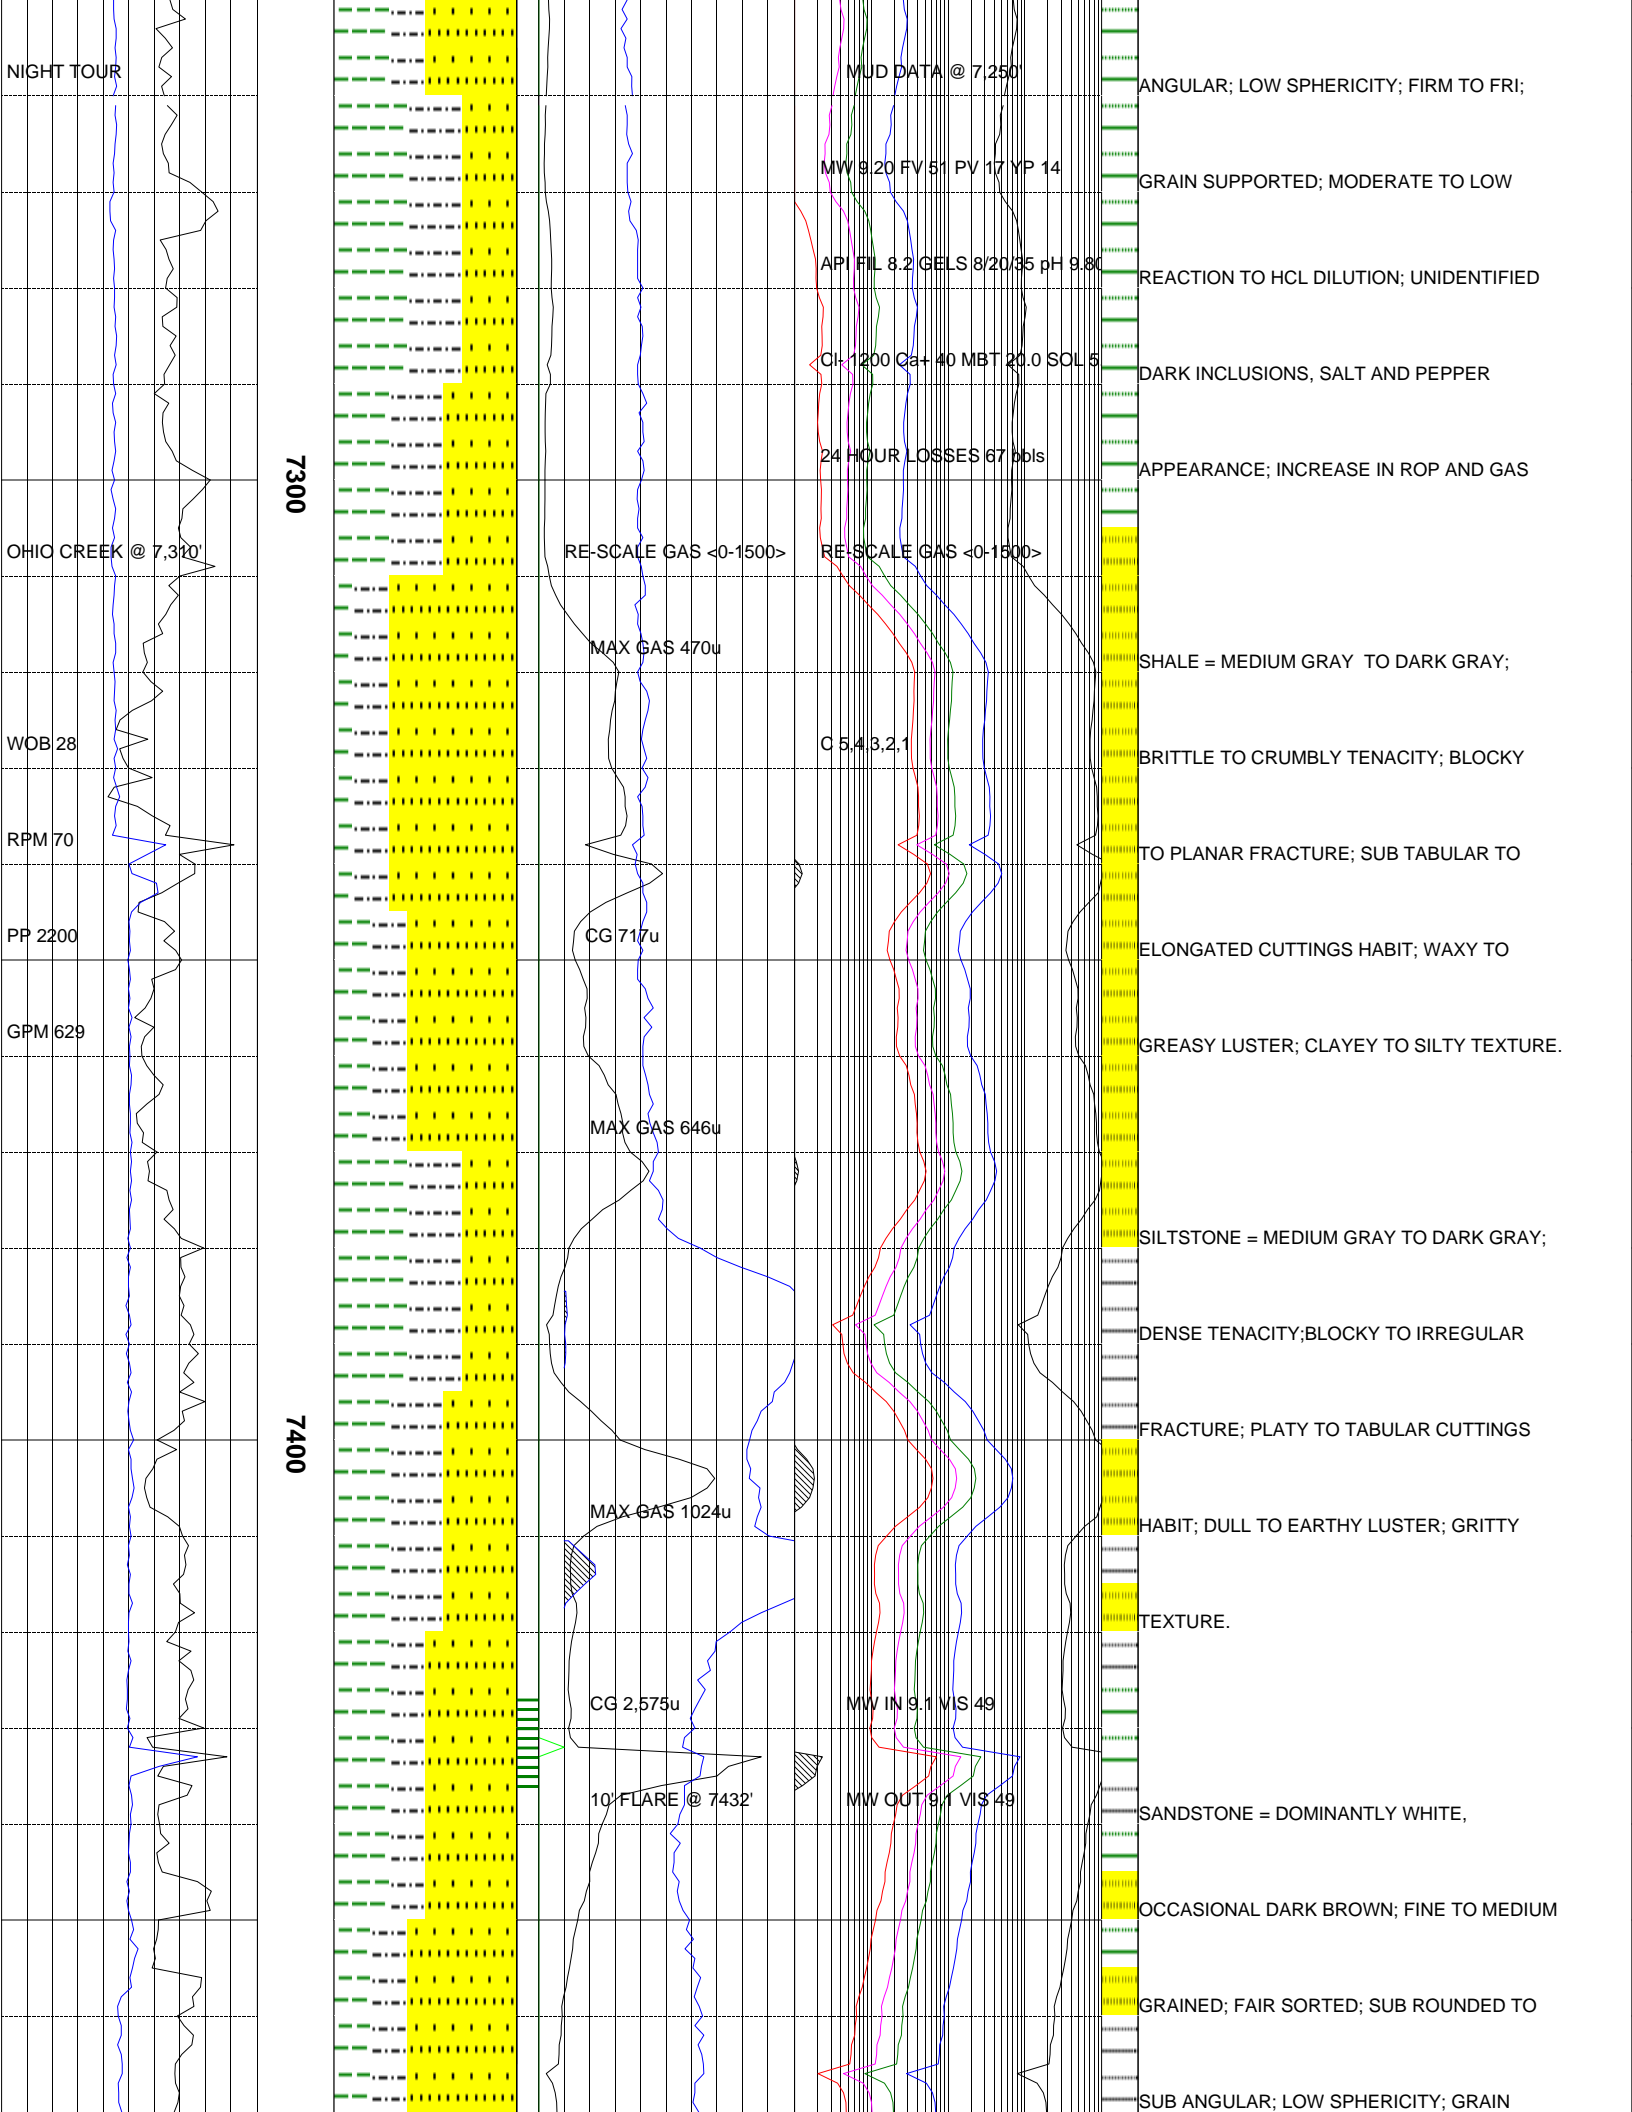 NIGHT TOUR
MUD DATA @ 7,250'
ANGULAR; LOW SPHERICITY; FIRM TO FRI;
MW 9.20 FV 51 PV 17 YP 14
GRAIN SUPPORTED; MODERATE TO LOW
API FIL 8.2 GELS 8/20/35 pH 9.80
REACTION TO HCL DILUTION; UNIDENTIFIED
Cl- 1200 Ca+ 40 MBT 20.0 SOL 5
DARK INCLUSIONS, SALT AND PEPPER
7300
24 HOUR LOSSES 67 bbls
APPEARANCE; INCREASE IN ROP AND GAS
OHIO CREEK @ 7,310'
RE-SCALE GAS <0-1500>
RE-SCALE GAS <0-1500>
MAX GAS 470u
SHALE = MEDIUM GRAY  TO DARK GRAY;
WOB 28
C 5,4,3,2,1
BRITTLE TO CRUMBLY TENACITY; BLOCKY
RPM 70
TO PLANAR FRACTURE; SUB TABULAR TO
PP 2200
CG 717u
ELONGATED CUTTINGS HABIT; WAXY TO
GPM 629
GREASY LUSTER; CLAYEY TO SILTY TEXTURE.
MAX GAS 646u
SILTSTONE = MEDIUM GRAY TO DARK GRAY;
DENSE TENACITY;BLOCKY TO IRREGULAR
7400
FRACTURE; PLATY TO TABULAR CUTTINGS
MAX GAS 1024u
HABIT; DULL TO EARTHY LUSTER; GRITTY
TEXTURE.
CG 2,575u
MW IN 9.1 VIS 49
10' FLARE @ 7432'
MW OUT 9.1 VIS 49
SANDSTONE = DOMINANTLY WHITE,
OCCASIONAL DARK BROWN; FINE TO MEDIUM
GRAINED; FAIR SORTED; SUB ROUNDED TO
SUB ANGULAR; LOW SPHERICITY; GRAIN